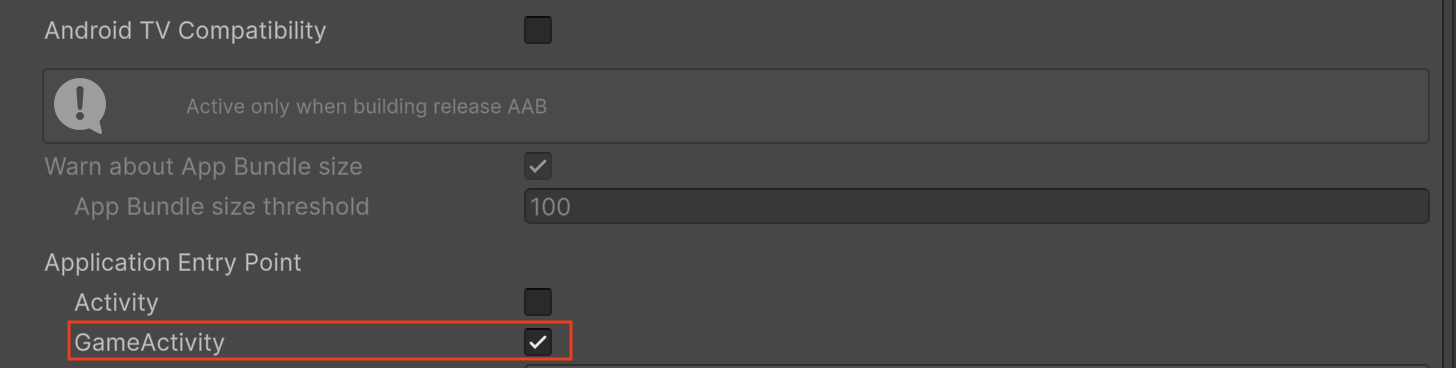 Android TV Compatibility
Active only when building release AAB
Warn about App Bundle size
App Bundle size threshold 100
Application Entry Point
Activity
GameActivity